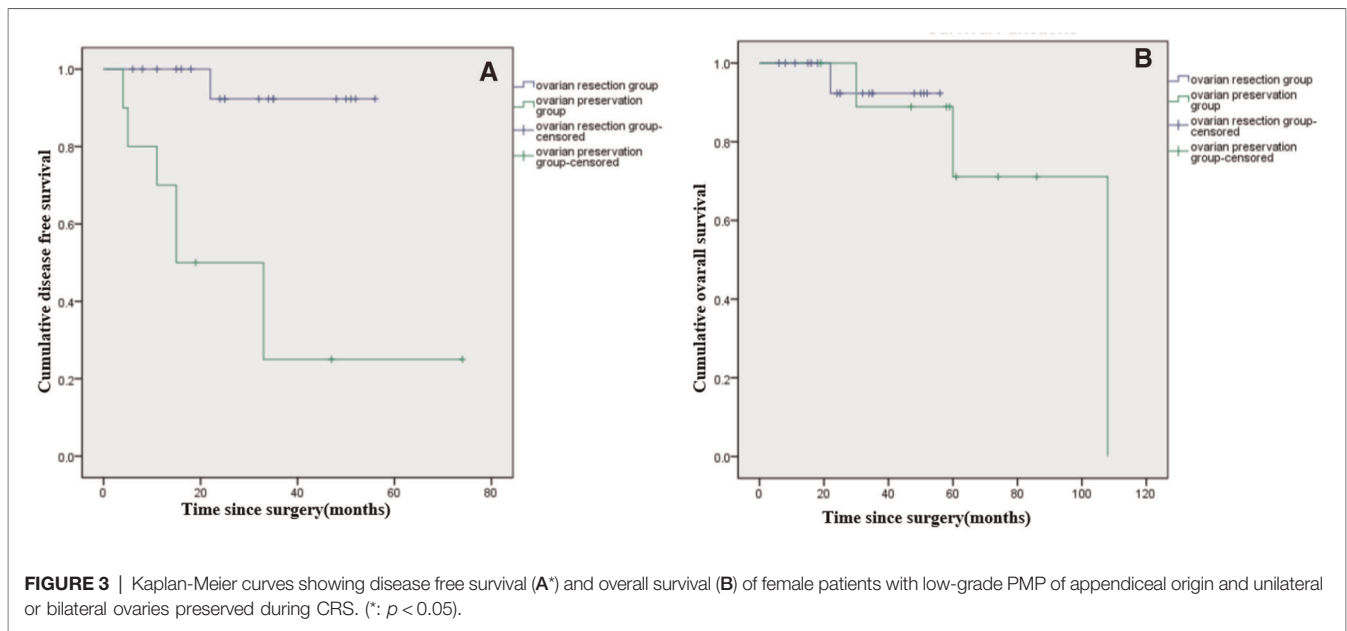 A
1.0
0.8
0.6
0.4
0.2
0.0
0 20 40 60 80
Cumulative disease free survival
Time since surgery(months)
ovarian resection group
ovarian preservation
group
ovarian resection group-
censored
ovarian preservation
group-censored
B
1.0
0.8
0.6
0.4
0.2
0.0
0 20 40 60 80 100 120
Cumulative ovarall survival
Time since surgery(months)
ovarian resection group
ovarian preservation
group
ovarian resection group-
censored
ovarian preservation
group-censored
FIGURE 3 | Kaplan-Meier curves showing disease free survival (A*) and overall survival (B) of female patients with low-grade PMP of appendiceal origin and unilateral
or bilateral ovaries preserved during CRS. (*: p < 0.05).